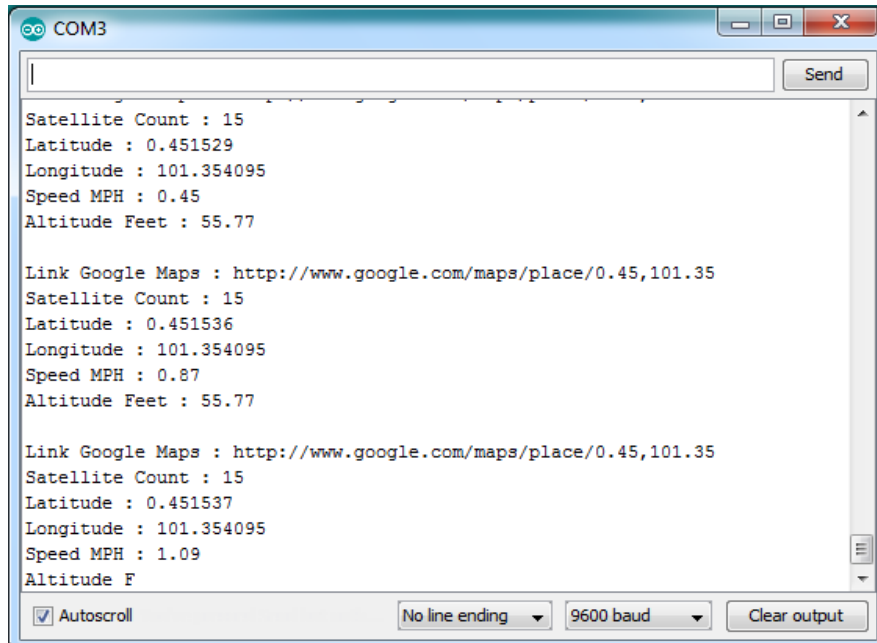 COM3
Send
Satellite Count : 15
Latitude : 0.451529
Longitude : 101.354095
Speed MPH : 0.45
Altitude Feet : 55.77
Link Google Maps : http://www.google.com/maps/place/0.45,101.35
Satellite Count : 15
Latitude : 0.451536
Longitude : 101.354095
Speed MPH : 0.87
Altitude Feet : 55.77
Link Google Maps : http://www.google.com/maps/place/0.45,101.35
Satellite Count : 15
Latitude : 0.451537
Longitude : 101.354095
Speed MPH : 1.09
Altitude F
Autoscroll No line ending 9600 baud Clear output